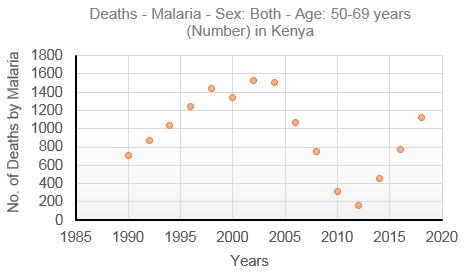 Deaths - Malaria - Sex: Both - Age: 50-69 years
(Number) in Kenya
No. of Deaths by Malaria
1800
1600
1400
1200
1000
800
600
400
200
0
1985 1990 1995 2000 2005 2010 2015 2020
Years